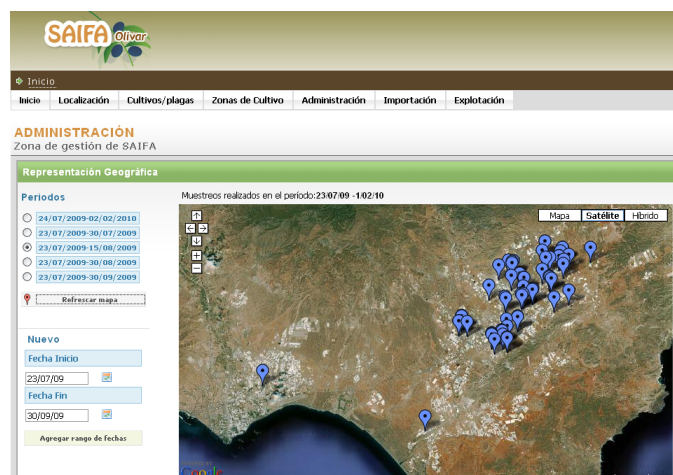 SAIFA Olivar
Inicio
Inicio Localización Cultivos/plagas Zonas de Cultivo Administración Importación Explotación
ADMINISTRACIÓN
Zona de gestión de SAIFA
Representación Geográfica
Periodos
24/07/2009-02/02/2010
23/07/2009-30/07/2009
23/07/2009-15/08/2009
23/07/2009-30/08/2009
23/07/2009-30/09/2009
Refrescar mapa
Nuevo
Fecha Inicio
23/07/09
Fecha Fin
30/09/09
Agregar rango de fechas
Muestreos realizados en el período:23/07/09 -1/02/10
Mapa Satélite Híbrido
Google